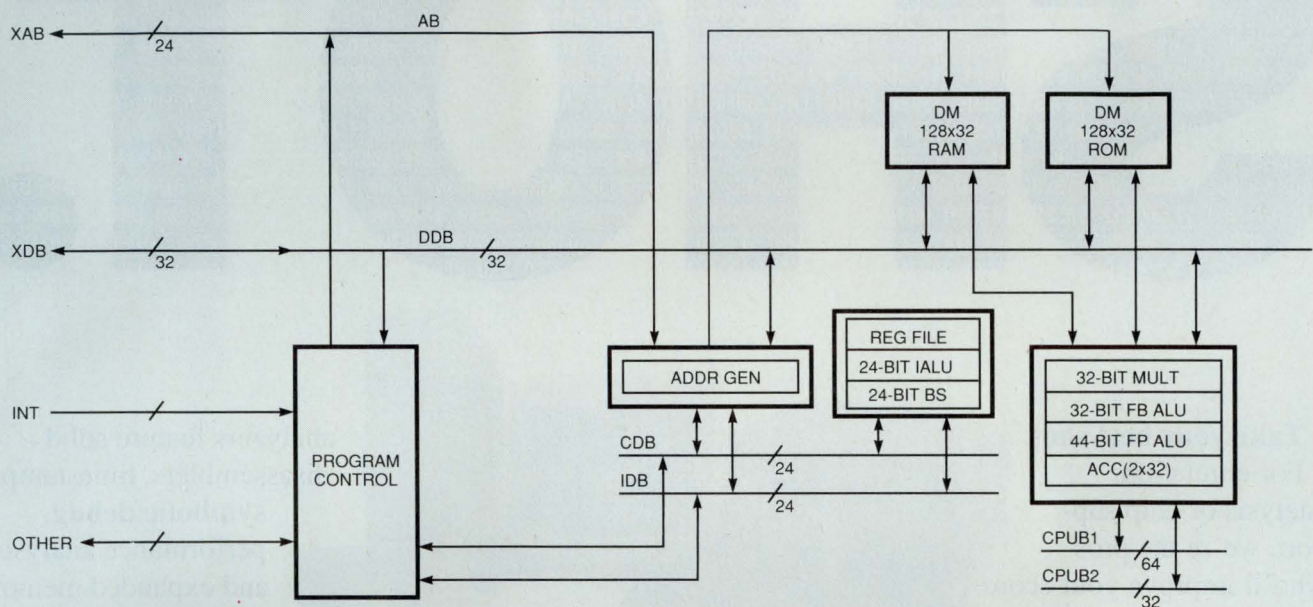 XAB
24
AB
DM
128x32
RAM
DM
128x32
ROM
XDB
32
DDB
32
REG FILE
24-BIT IALU
24-BIT BS
ADDR GEN
32-BIT MULT
32-BIT FB ALU
44-BIT FP ALU
ACC(2x32)
INT
PROGRAM
CONTROL
CDB
24
IDB
24
OTHER
CPUB1
64
CPUB2
32